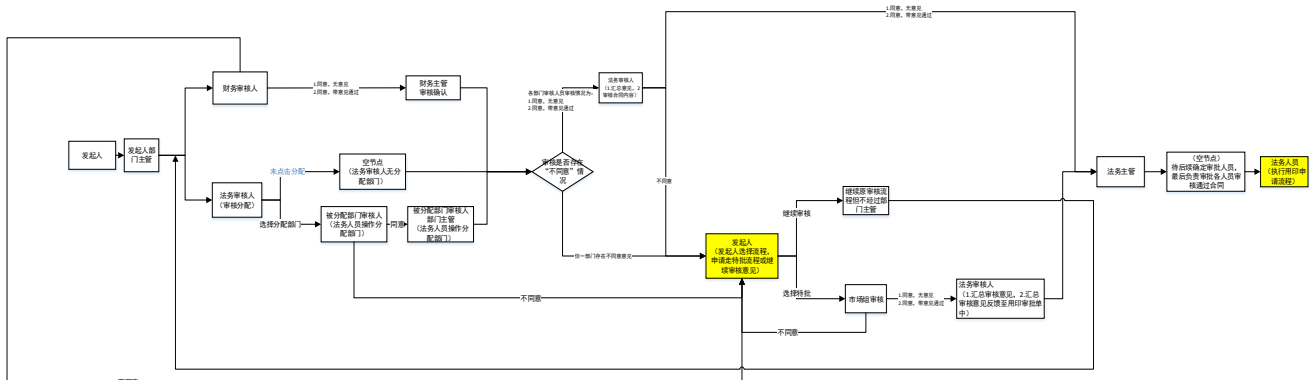 1.同意，无意见
2.同意，带意见通过
财务审核人
1.同意，无意见
2.同意，带意见通过
财务主管
审核确认
各部门审核人员审核情况为：
1.同意，无意见
2.同意，带意见通过
法务审核人
（1.汇总意见，2
审核合同内容）
发起人
发起人部
门主管
未点击分配
空节点
（法务审核人无分
配部门）
审核是否存在
“不同意”情
况
不同意
法务主管
（空节点）
待后续确定审批人员，
最后负责审批各人员审
核通过合同
法务人员
（执行用印申
请流程）
法务审核人
（审核分配）
选择分配部门
被分配部门审核人
（法务人员操作分
配部门）
同意
被分配部门审核人
部门主管
（法务人员操作分
配部门）
继续审核
继续原审核流
程但不经过部
门主管
发起人
（发起人选择流程，
申请走特批流程或继
续审核意见）
任一部门存在不同意意见
选择特批
市场组审核
1.同意，无意见
2.同意，带意见通过
法务审核人
（1.汇总审核意见，2.汇总
审核意见反馈至用印审批单
中）
不同意
不同意